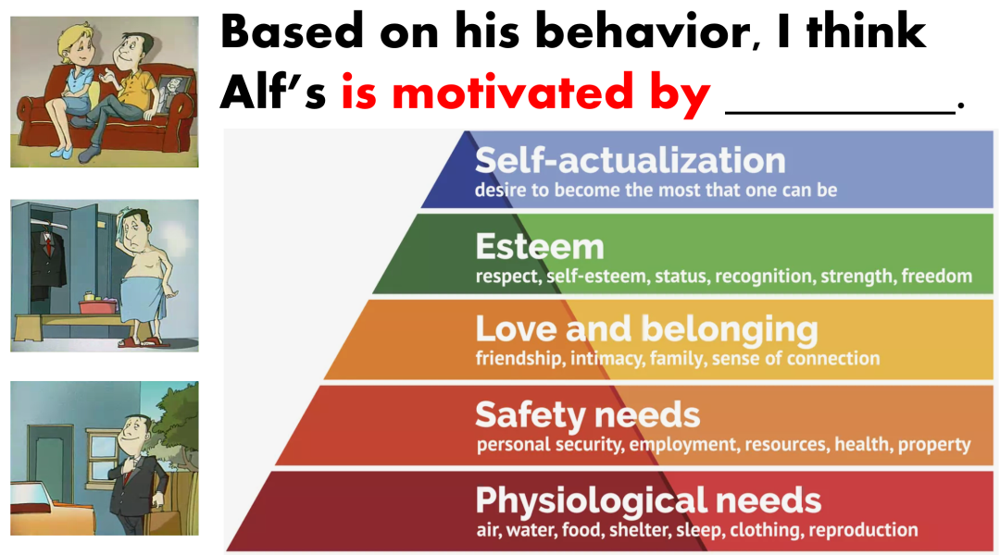 Based on his behavior, I think
Alf’s is motivated by ____________.
Self-actualization
desire to become the most that one can be
Esteem
respect, self-esteem, status, recognition, strength, freedom
Love and belonging
friendship, intimacy, family, sense of connection
Safety needs
personal security, employment, resources, health, property
Physiological needs
air, water, food, shelter, sleep, clothing, reproduction